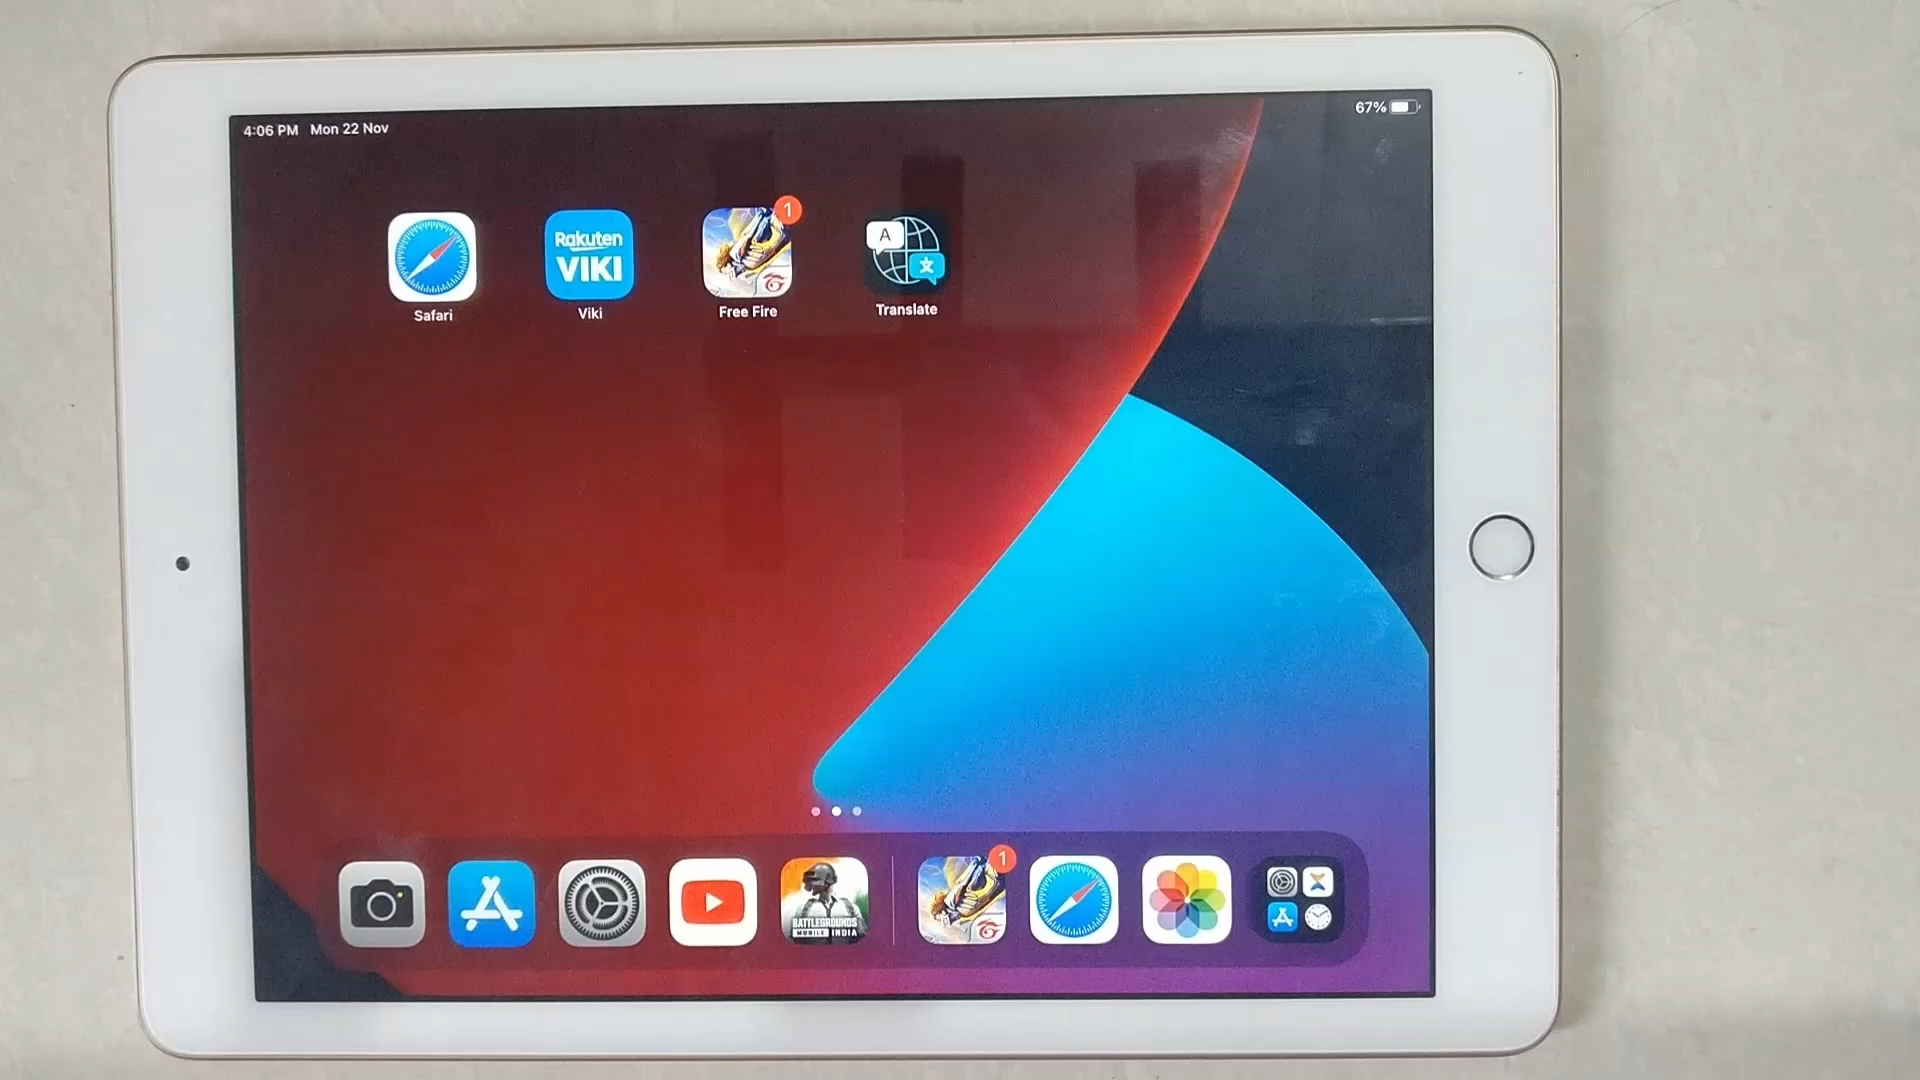 4:06 PM Mon 22 Nov
67%
1
Rakuten
VIKI
A
文
Safari
Viki
Free Fire
Translate
1
BATTLEGROUNDS
MOBILE INDIA